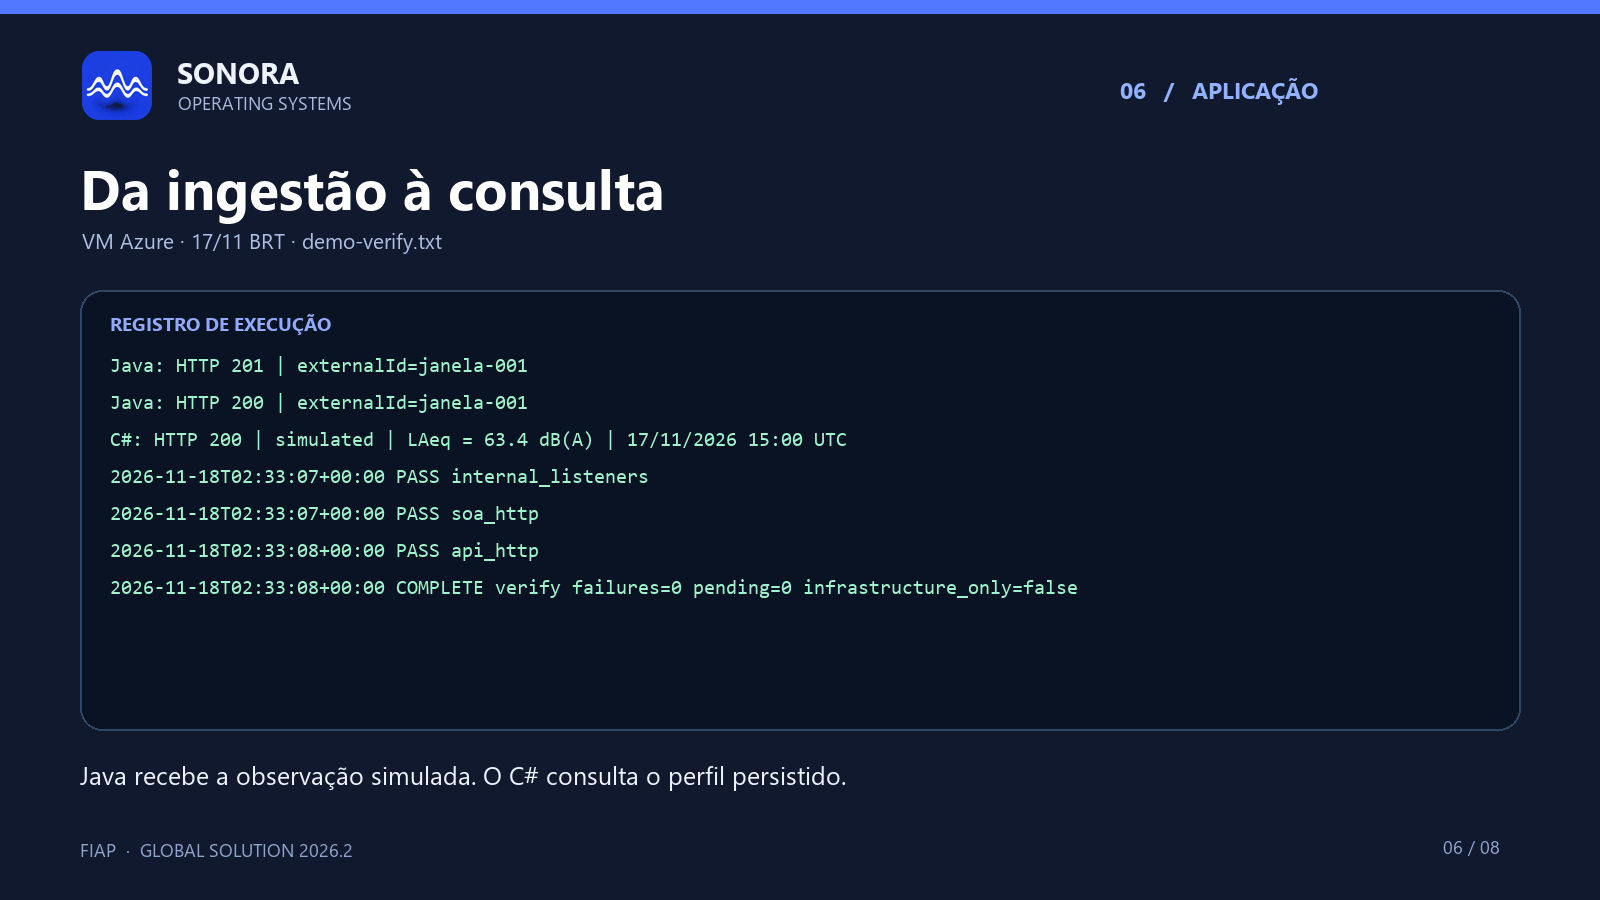 SONORA
OPERATING SYSTEMS
06 / APLICAÇÃO
Da ingestão à consulta
VM Azure · 17/11 BRT · demo-verify.txt
REGISTRO DE EXECUÇÃO
Java: HTTP 201 | externalId=janela-001
Java: HTTP 200 | externalId=janela-001
C#: HTTP 200 | simulated | LAeq = 63.4 dB(A) | 17/11/2026 15:00 UTC
2026-11-18T02:33:07+00:00 PASS internal_listeners
2026-11-18T02:33:07+00:00 PASS soa_http
2026-11-18T02:33:08+00:00 PASS api_http
2026-11-18T02:33:08+00:00 COMPLETE verify failures=0 pending=0 infrastructure_only=false
Java recebe a observação simulada. O C# consulta o perfil persistido.
FIAP · GLOBAL SOLUTION 2026.2
06 / 08